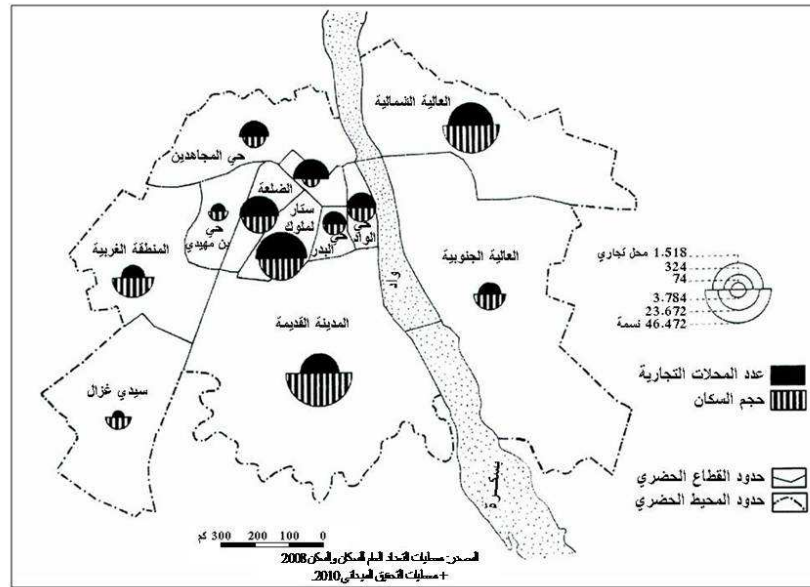 العالية الشمالية
حي المجاهدين
الضلعة
ستار
لملوك
حي
بن مهيدي
حي
البدر
حي
الواد
المنطقة الغربية
العالية الجنوبية
واد
المدينة القديمة
سيدي غزال
بسكرة
1.518 محل تجاري
324
74
3.784
23.672
46.472 نسمة
عدد المحلات التجارية
حجم السكان
حدود القطاع الحضري
حدود المحيط الحضري
300 200 100 0 كم
المصدر: معطيات التعداد العام للسكان والسكن 2008
+ معطيات التحقيق الميداني 2010.